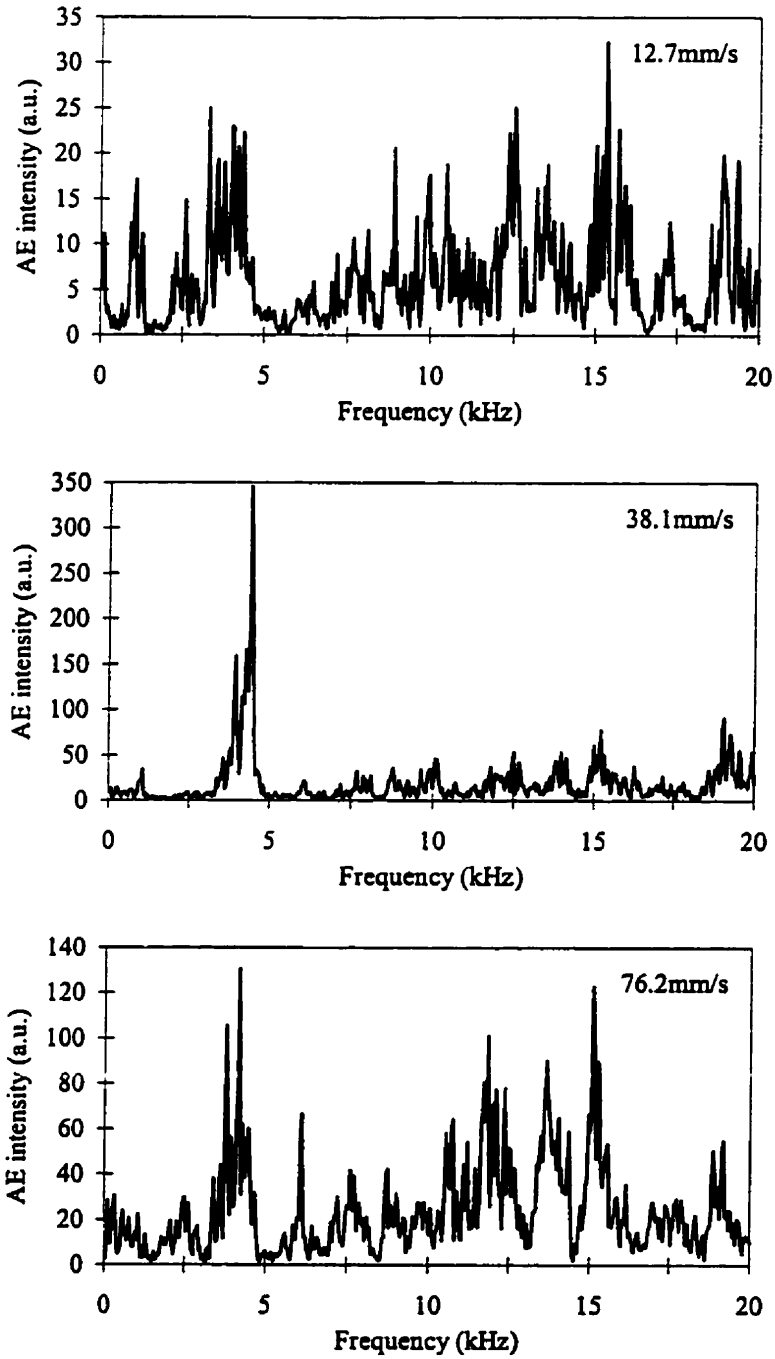 35
30
25
20
15
10
5
0
AE intensity (a.u.)
12.7mm/s
0 5 10 15 20
Frequency (kHz)
350
300
250
200
150
100
50
0
AE intensity (a.u.)
38.1mm/s
0 5 10 15 20
Frequency (kHz)
140
120
100
80
60
40
20
0
AE intensity (a.u.)
76.2mm/s
0 5 10 15 20
Frequency (kHz)